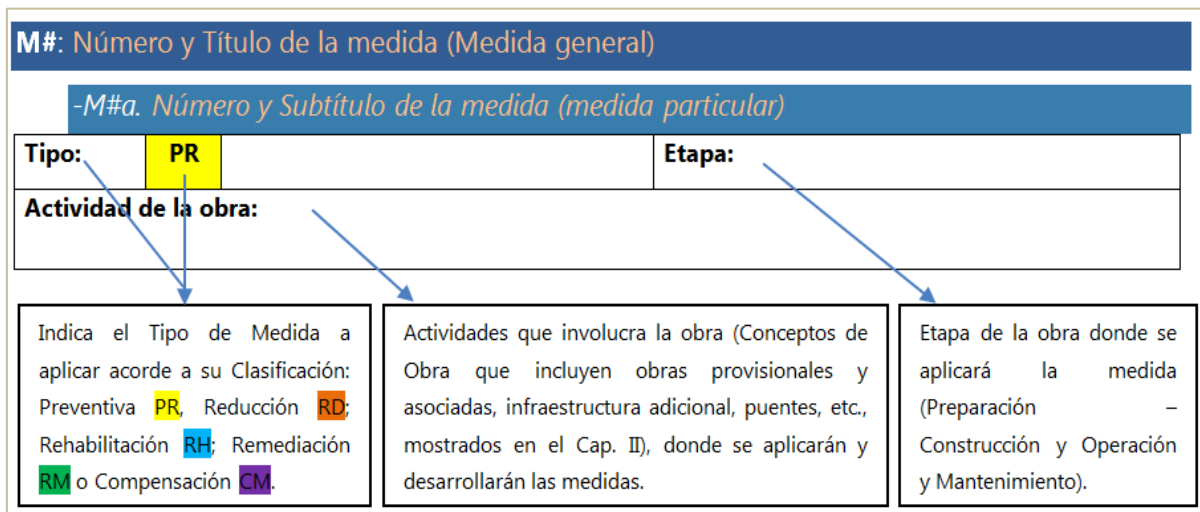 M#: Número y Título de la medida (Medida general)
-M#a. Número y Subtítulo de la medida (medida particular)
Tipo: PR Etapa:
Actividad de la obra:
Indica el Tipo de Medida a
aplicar acorde a su Clasificación:
Preventiva PR, Reducción RD;
Rehabilitación RH; Remediación
RM o Compensación CM.
Actividades que involucra la obra (Conceptos de
Obra que incluyen obras provisionales y
asociadas, infraestructura adicional, puentes, etc.,
mostrados en el Cap. II), donde se aplicarán y
desarrollarán las medidas.
Etapa de la obra donde se
aplicará la medida
(Preparación –
Construcción y Operación
y Mantenimiento).